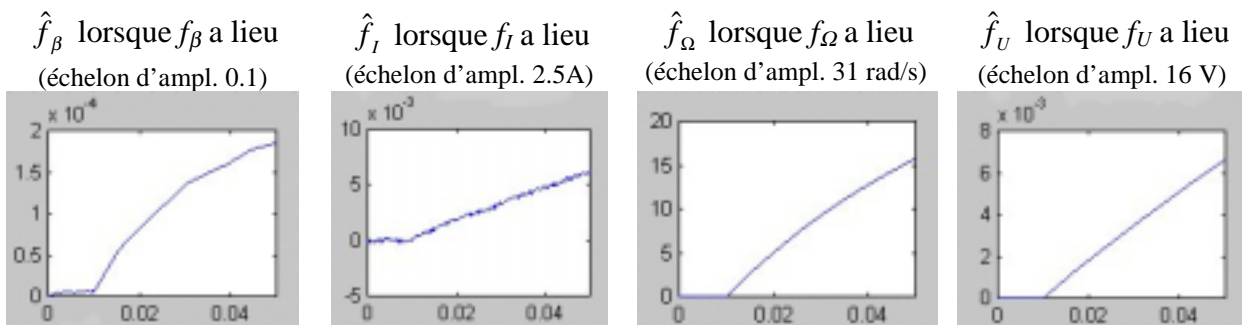 f̂_β lorsque f_β a lieu
(échelon d'ampl. 0.1)
x 10⁻⁴
2
1.5
1
0.5
0
0 0.02 0.04
f̂_I lorsque f_I a lieu
(échelon d'ampl. 2.5A)
x 10⁻³
10
5
0
-5
0 0.02 0.04
f̂_Ω lorsque f_Ω a lieu
(échelon d'ampl. 31 rad/s)
20
15
10
5
0
0 0.02 0.04
f̂_U lorsque f_U a lieu
(échelon d'ampl. 16 V)
x 10⁻³
8
6
4
2
0
0 0.02 0.04